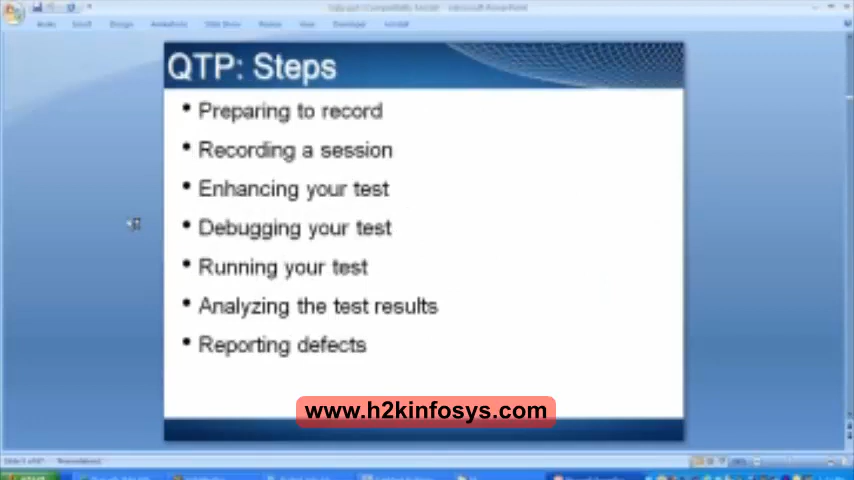 QTP: Steps
• Preparing to record
• Recording a session
• Enhancing your test
• Debugging your test
• Running your test
• Analyzing the test results
• Reporting defects
www.h2kinfosys.com